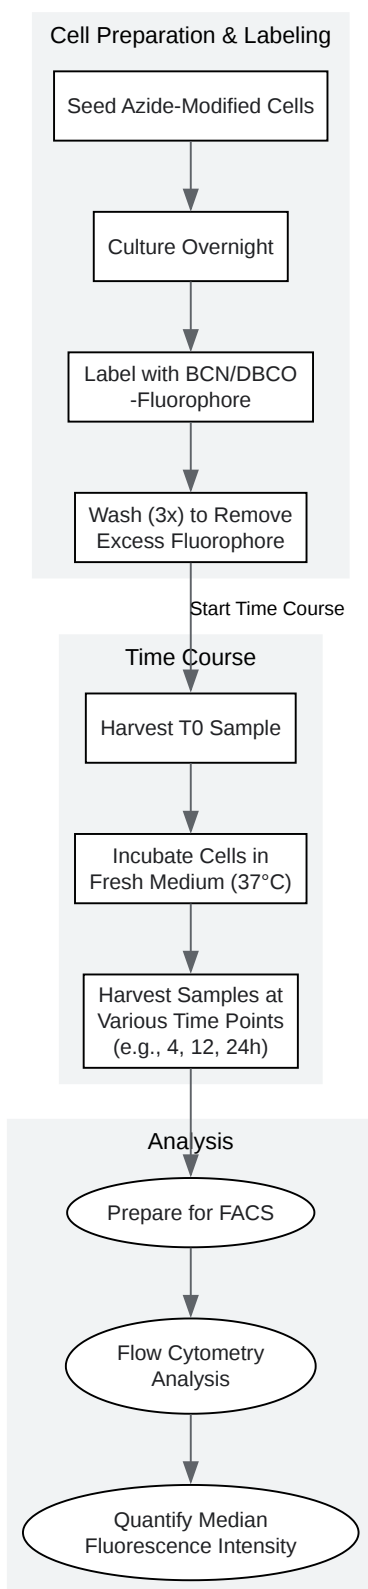 Cell Preparation & Labeling
Seed Azide-Modified Cells
Culture Overnight
Label with BCN/DBCO
-Fluorophore
Wash (3x) to Remove
Excess Fluorophore
Start Time Course
Time Course
Harvest T0 Sample
Incubate Cells in
Fresh Medium (37°C)
Harvest Samples at
Various Time Points
(e.g., 4, 12, 24h)
Analysis
Prepare for FACS
Flow Cytometry
Analysis
Quantify Median
Fluorescence Intensity